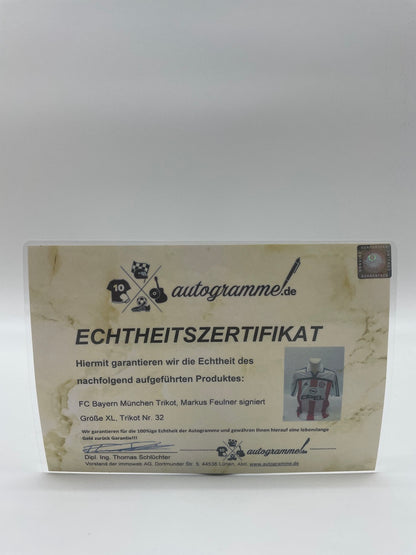 10
autogramme.de
ECHTHEITSZERTIFIKAT
Hiermit garantieren wir die Echtheit des
nachfolgend aufgeführten Produktes:
FC Bayern München Trikot, Markus Feulner signiert
Größe XL, Trikot Nr. 32
OPEL
Wir garantieren für die 100%ige Echtheit der Autogramme und gewähren Ihnen hierauf eine lebenslange
Geld zurück Garantie!!!
Dipl. Ing. Thomas Schlüchter
autogramme.de
Vorstand der immoweb AG, Dortmunder Str. 5, 44536 Lünen, Abt. www.autogramme.de